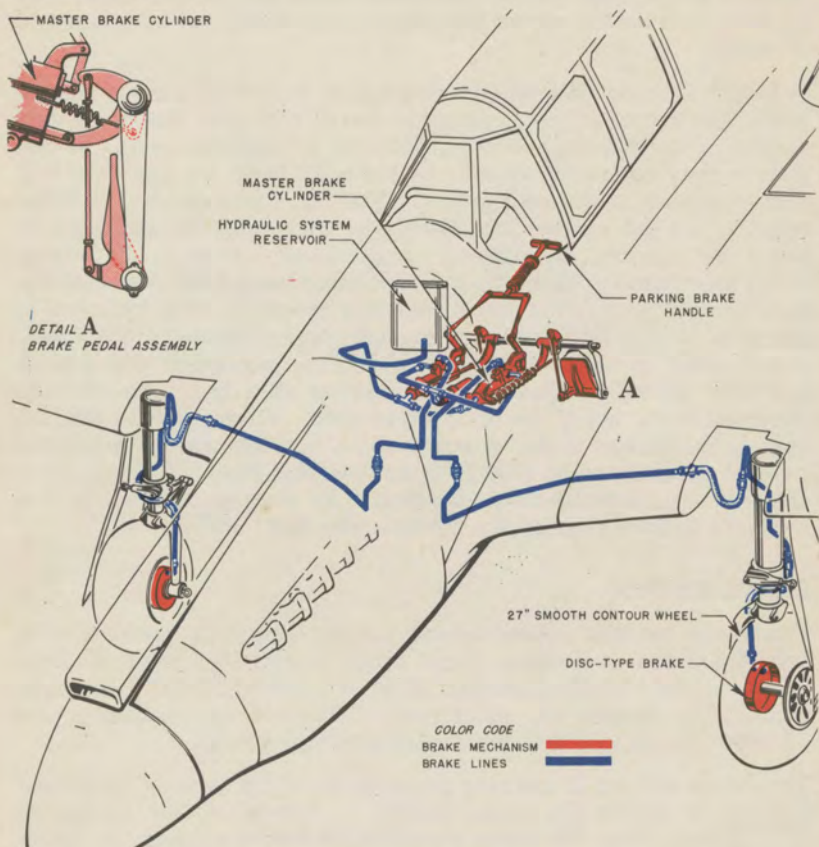 MASTER BRAKE CYLINDER
MASTER BRAKE
CYLINDER
HYDRAULIC SYSTEM
RESERVOIR
PARKING BRAKE
HANDLE
DETAIL A
BRAKE PEDAL ASSEMBLY
A
27" SMOOTH CONTOUR WHEEL
DISC-TYPE BRAKE
COLOR CODE
BRAKE MECHANISM
BRAKE LINES